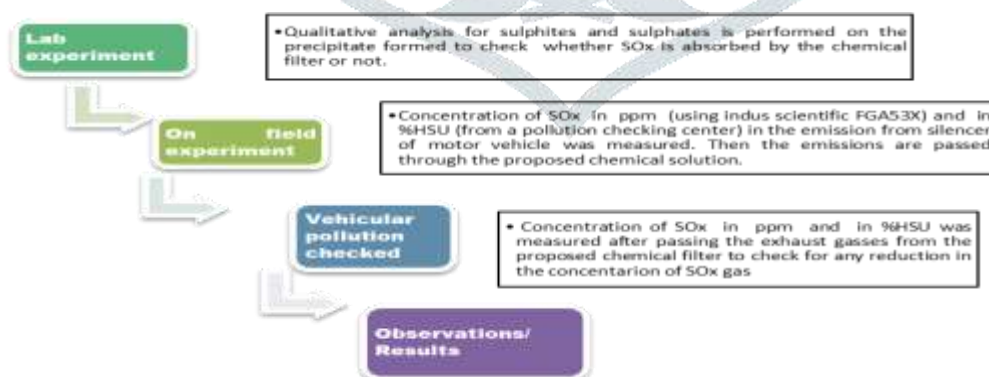 Lab
experiment
•Qualitative analysis for sulphites and sulphates is performed on the
precipitate formed to check whether SOx is absorbed by the chemical
filter or not.
On field
experiment
•Concentration of SOx in ppm (using indus scientific FGA53X) and in
%HSU (from a pollution checking center) in the emission from silencer
of motor vehicle was measured. Then the emissions are passed
through the proposed chemical solution.
Vehicular
pollution
checked
• Concentration of SOx in ppm and in %HSU was
measured after passing the exhaust gasses from the
proposed chemical filter to check for any reduction in
the concentarion of SOx gas
Observations/
Results